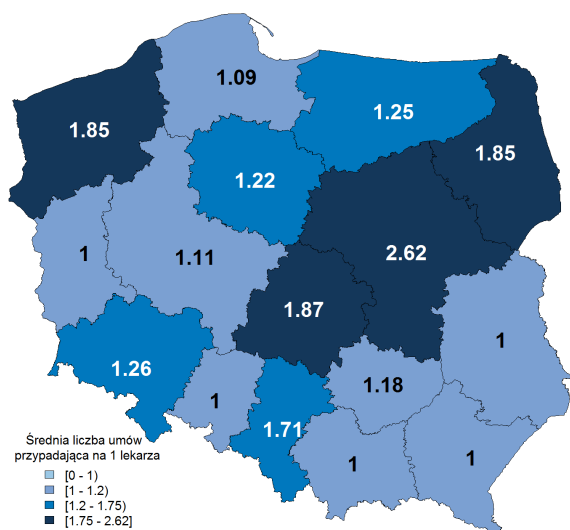 1.09
1.25
1.85
1.85
1.22
1
1.11
2.62
1.87
1
1.26
1.18
1
1.71
1
1
Średnia liczba umów
przypadająca na 1 lekarza
[0 - 1)
[1 - 1.2)
[1.2 - 1.75)
[1.75 - 2.62]